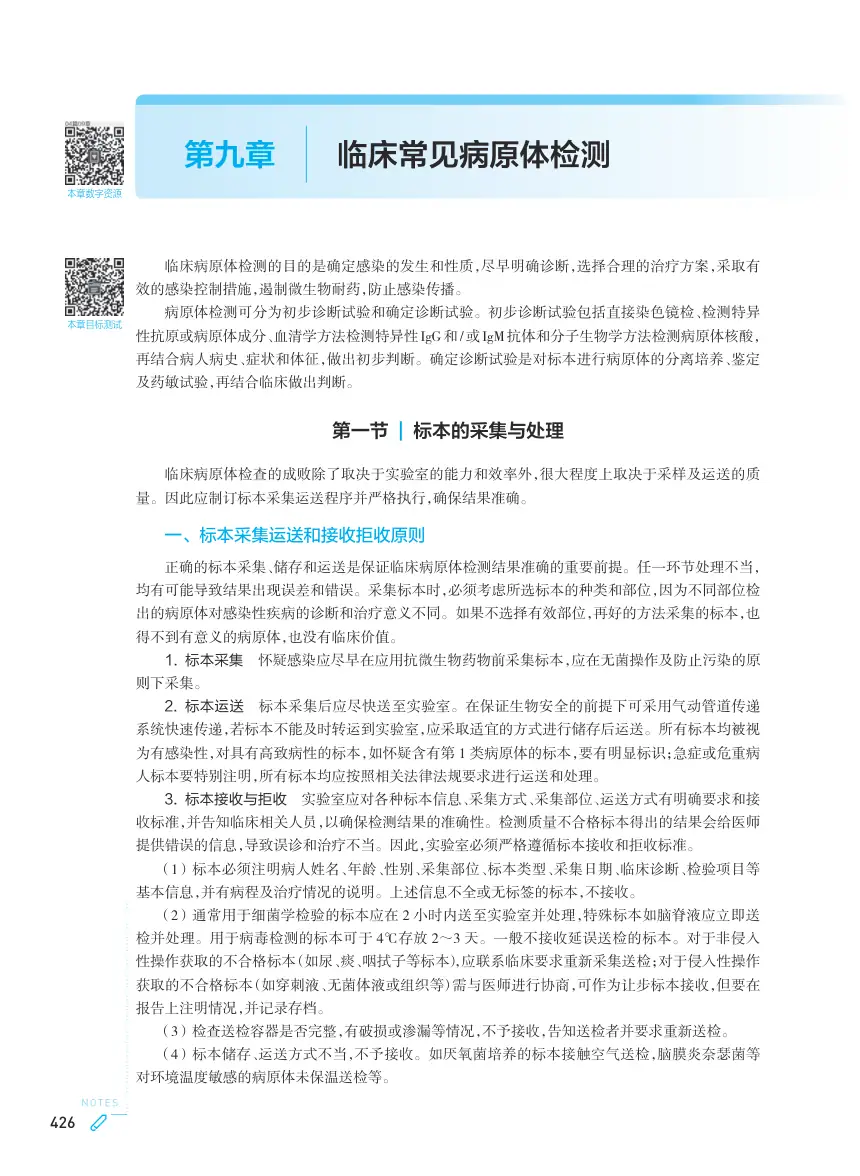 第九章 临床常见病原体检测
本章数字资源
本章目标测试
临床病原体检测的目的是确定感染的发生和性质,尽早明确诊断,选择合理的治疗方案,采取有
效的感染控制措施,遏制微生物耐药,防止感染传播。
病原体检测可分为初步诊断试验和确定诊断试验。初步诊断试验包括直接染色镜检、检测特异
性抗原或病原体成分、血清学方法检测特异性IgG和/或IgM抗体和分子生物学方法检测病原体核酸,
再结合病人病史、症状和体征,做出初步判断。确定诊断试验是对标本进行病原体的分离培养、鉴定
及药敏试验,再结合临床做出判断。
第一节 | 标本的采集与处理
临床病原体检查的成败除了取决于实验室的能力和效率外,很大程度上取决于采样及运送的质
量。因此应制订标本采集运送程序并严格执行,确保结果准确。
一、标本采集运送和接收拒收原则
正确的标本采集、储存和运送是保证临床病原体检测结果准确的重要前提。任一环节处理不当,
均有可能导致结果出现误差和错误。采集标本时,必须考虑所选标本的种类和部位,因为不同部位检
出的病原体对感染性疾病的诊断和治疗意义不同。如果不选择有效部位,再好的方法采集的标本,也
得不到有意义的病原体,也没有临床价值。
1. 标本采集 怀疑感染应尽早在应用抗微生物药物前采集标本,应在无菌操作及防止污染的原
则下采集。
2. 标本运送 标本采集后应尽快送至实验室。在保证生物安全的前提下可采用气动管道传递
系统快速传递,若标本不能及时转运到实验室,应采取适宜的方式进行储存后运送。所有标本均被视
为有感染性,对具有高致病性的标本,如怀疑含有第1类病原体的标本,要有明显标识;急症或危重病
人标本要特别注明,所有标本均应按照相关法律法规要求进行运送和处理。
3. 标本接收与拒收 实验室应对各种标本信息、采集方式、采集部位、运送方式有明确要求和接
收标准,并告知临床相关人员,以确保检测结果的准确性。检测质量不合格标本得出的结果会给医师
提供错误的信息,导致误诊和治疗不当。因此,实验室必须严格遵循标本接收和拒收标准。
(1)标本必须注明病人姓名、年龄、性别、采集部位、标本类型、采集日期、临床诊断、检验项目等
基本信息,并有病程及治疗情况的说明。上述信息不全或无标签的标本,不接收。
(2)通常用于细菌学检验的标本应在2小时内送至实验室并处理,特殊标本如脑脊液应立即送
检并处理。用于病毒检测的标本可于4℃存放2~3天。一般不接收延误送检的标本。对于非侵入
性操作获取的不合格标本(如尿、痰、咽拭子等标本),应联系临床要求重新采集送检;对于侵入性操作
获取的不合格标本(如穿刺液、无菌体液或组织等)需与医师进行协商,可作为让步标本接收,但要在
报告上注明情况,并记录存档。
(3)检查送检容器是否完整,有破损或渗漏等情况,不予接收,告知送检者并要求重新送检。
(4)标本储存、运送方式不当,不予接收。如厌氧菌培养的标本接触空气送检,脑膜炎奈瑟菌等
对环境温度敏感的病原体未保温送检等。
NOTES
426